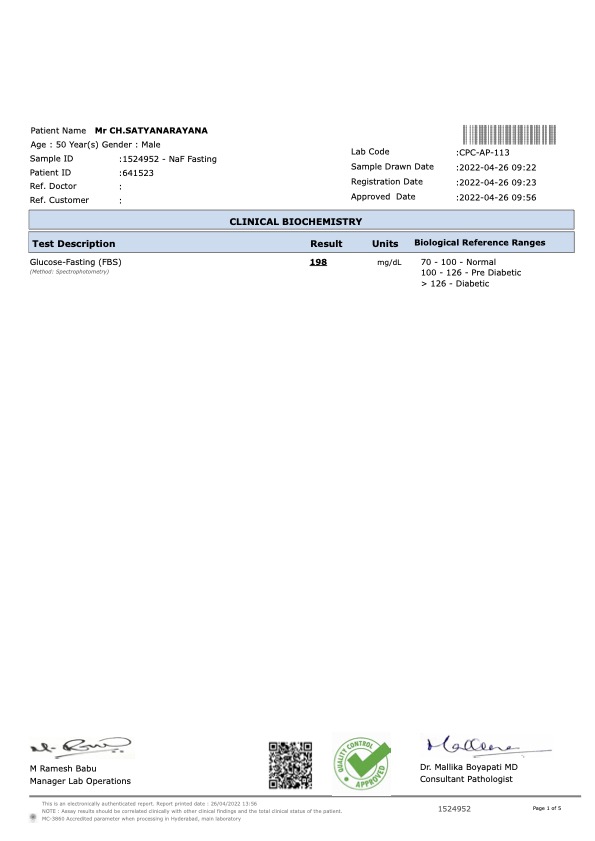 Patient Name Mr CH.SATYANARAYANA
Age : 50 Year(s) Gender : Male
Sample ID :1524952 - NaF Fasting
Patient ID :641523
Ref. Doctor :
Ref. Customer :
Lab Code :CPC-AP-113
Sample Drawn Date :2022-04-26 09:22
Registration Date :2022-04-26 09:23
Approved Date :2022-04-26 09:56
CLINICAL BIOCHEMISTRY
Test Description Result Units Biological Reference Ranges
Glucose-Fasting (FBS) 198 mg/dL 70 - 100 - Normal
(Method: Spectrophotometry)
100 - 126 - Pre Diabetic
> 126 - Diabetic
M Ramesh Babu
Manager Lab Operations
QUALITY CONTROL
APPROVED
Dr. Mallika Boyapati MD
Consultant Pathologist
This is an electronically authenticated report. Report printed date : 26/04/2022 13:56
NOTE : Assay results should be correlated clinically with other clinical findings and the total clinical status of the patient.
MC-3860 Accredited parameter when processing in Hyderabad, main laboratory
1524952
Page 1 of 5